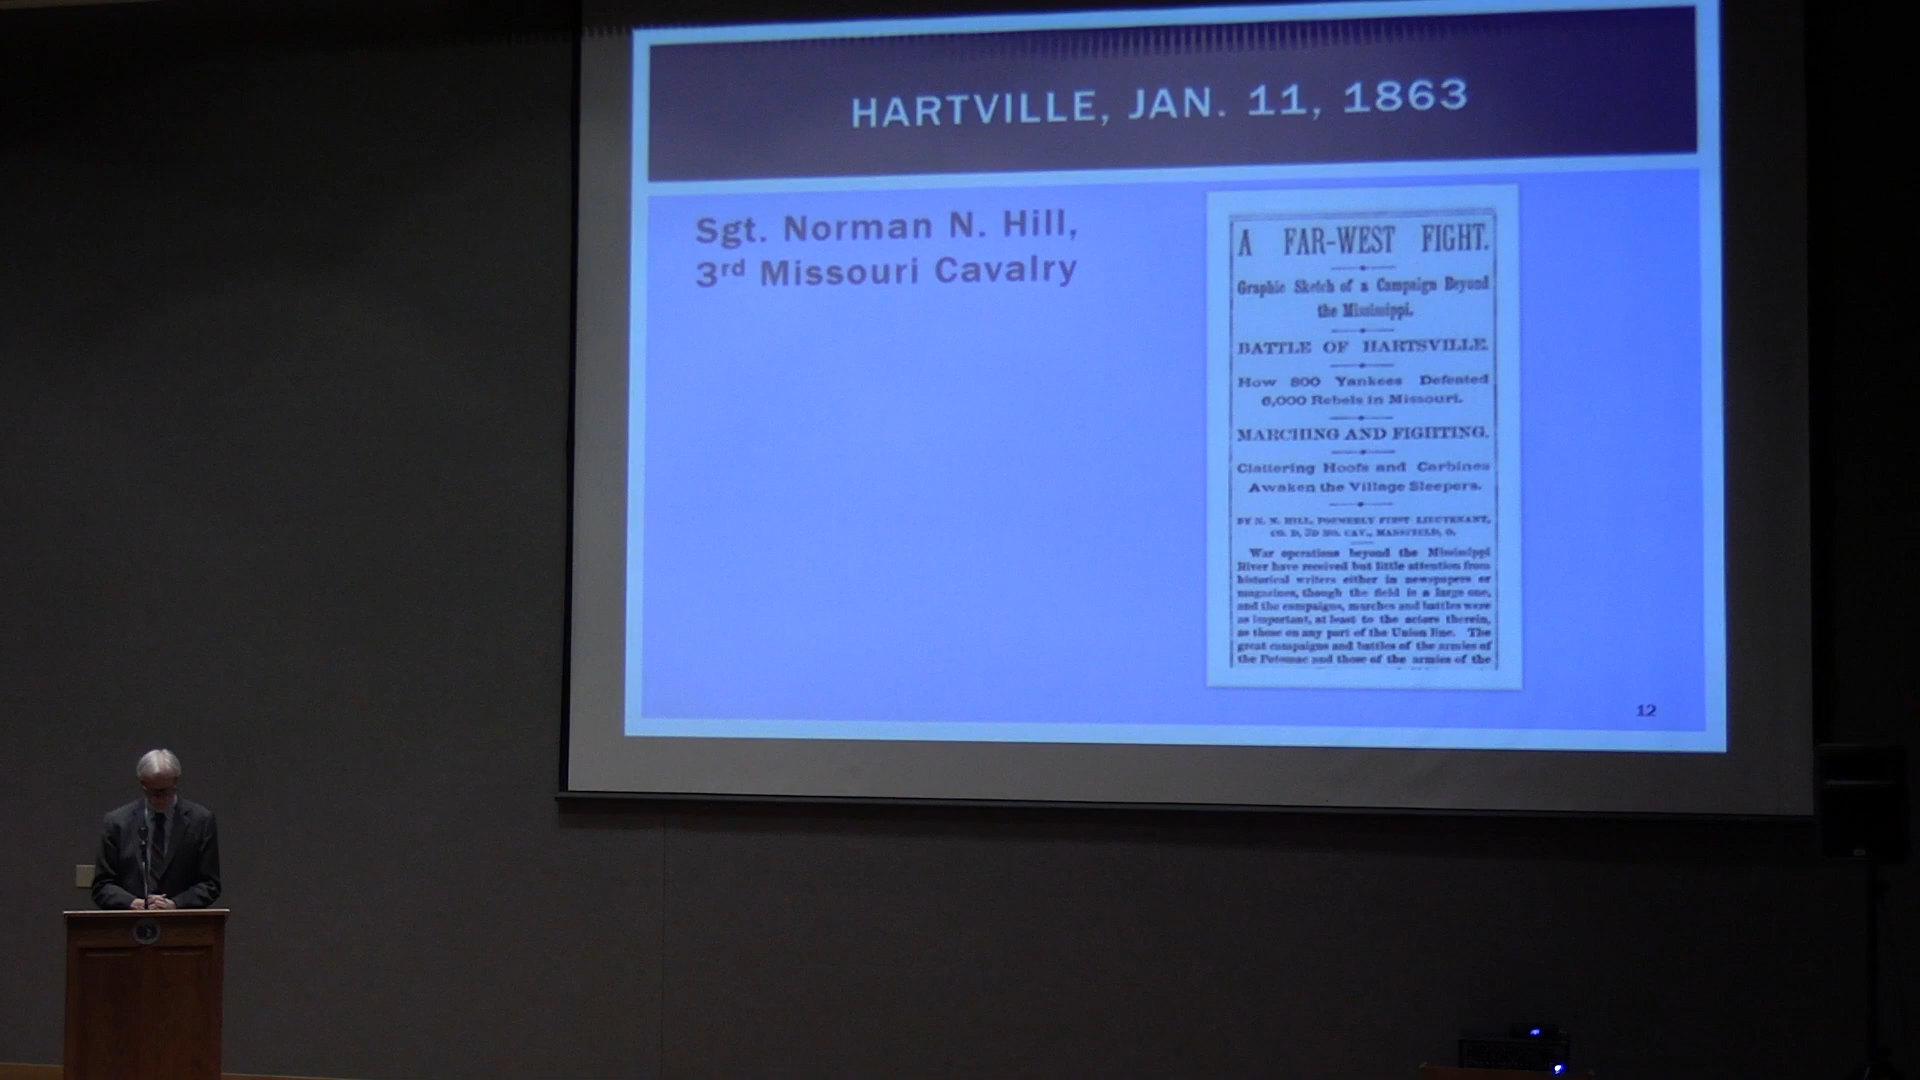 HARTVILLE, JAN. 11, 1863
Sgt. Norman N. Hill,
3rd Missouri Cavalry
A FAR-WEST FIGHT.
Graphic Sketch of a Campaign Beyond
the Mississippi.
BATTLE OF HARTSVILLE.
How 800 Yankees Defeated
6,000 Rebels in Missouri.
MARCHING AND FIGHTING.
Clattering Hoofs and Carbines
Awaken the Village Sleepers.
BY N. N. HILL, FORMERLY FIRST LIEUTENANT,
CO. D, 3D MO. CAV., MANSFIELD, O.
War operations beyond the Mississippi
River have received but little attention from
historical writers either in newspapers or
magazines, though the field is a large one,
and the campaigns, marches and battles were
as important, at least to the actors therein,
as those on any part of the Union line. The
great campaigns and battles of the armies of
the Potomac and those of the armies of the
12